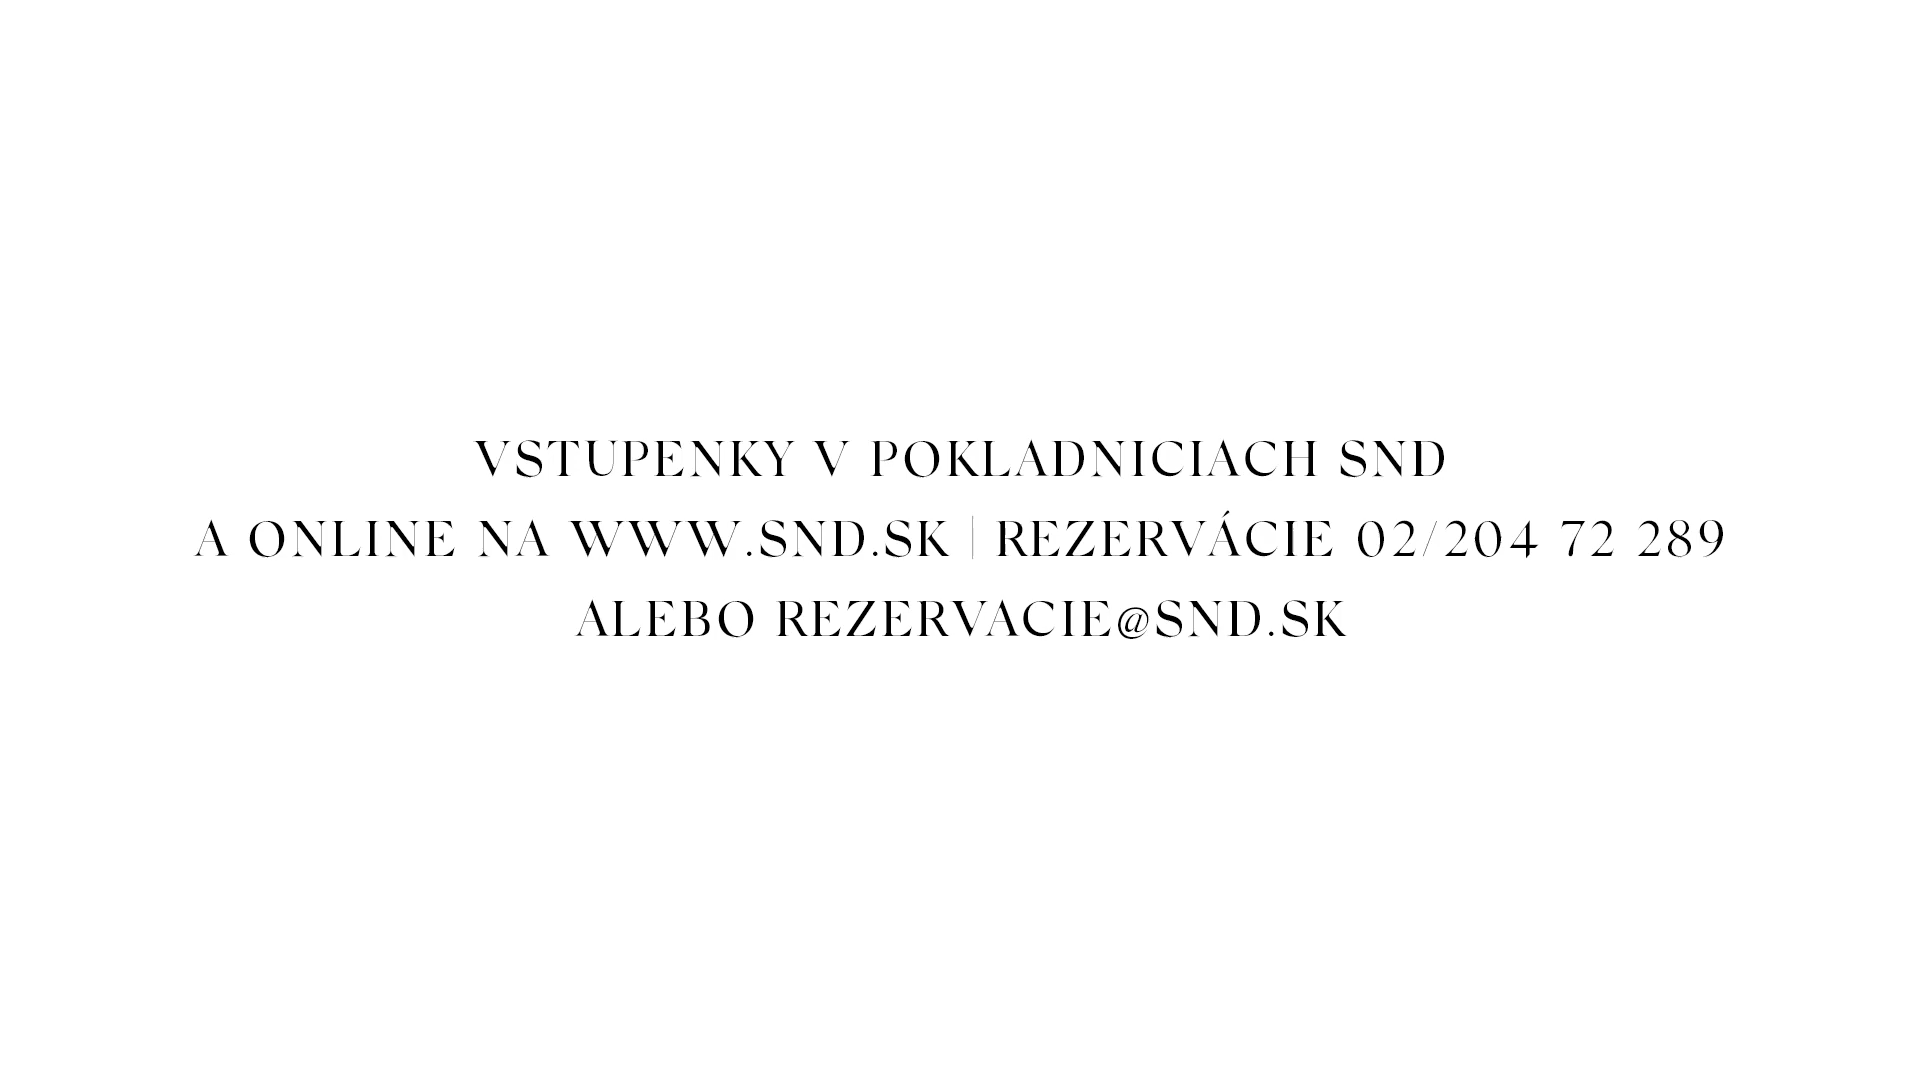 VSTUPENKY V POKLADNICIACH SND
A ONLINE NA WWW.SND.SK | REZERVÁCIE 02/204 72 289
ALEBO REZERVACIE@SND.SK